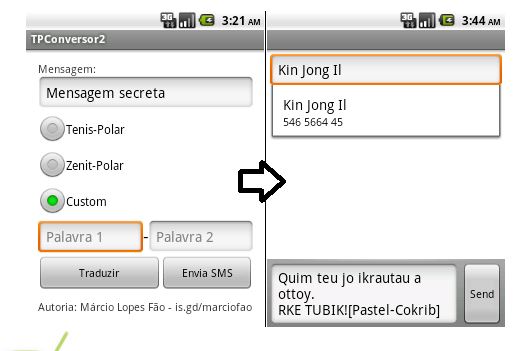 3G 3:21 AM
TPConversor2
Mensagem:
Mensagem secreta
Tenis-Polar
Zenit-Polar
Custom
Palavra 1 - Palavra 2
Traduzir Envia SMS
Autoria: Márcio Lopes Fão - is.gd/marciofao
3G 3:44 AM
Kin Jong Il
Kin Jong Il
546 5664 45
Quim teu jo ikrautau a
ottoy.
RKE TUBIK![Pastel-Cokrib]
Send